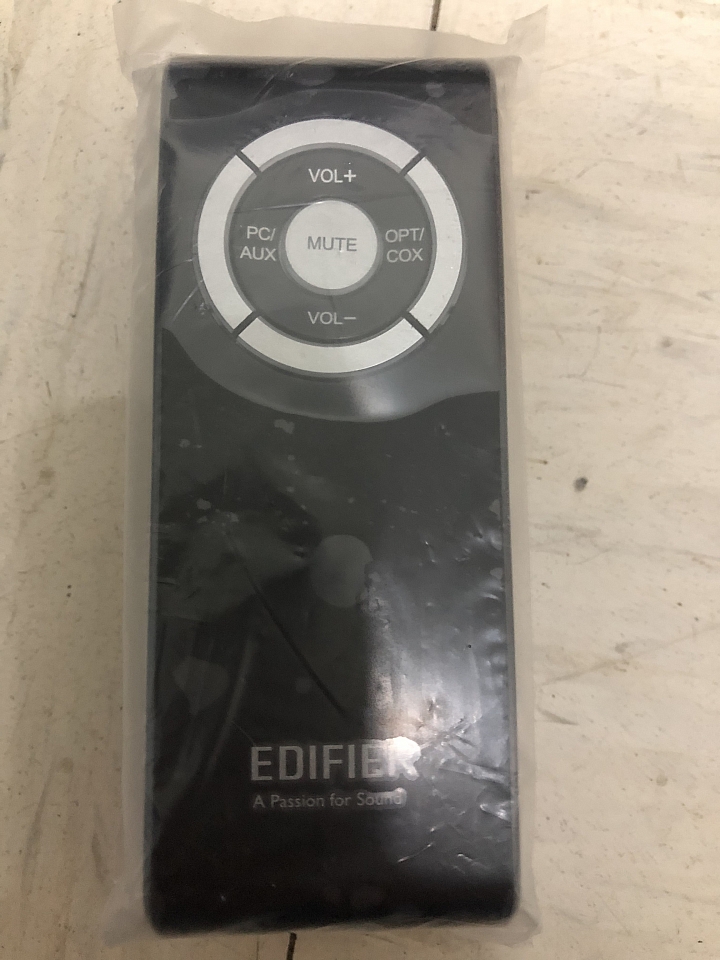 VOL+
PC/
AUX
MUTE
OPT/
COX
VOL-
EDIFIER
A Passion for Sound